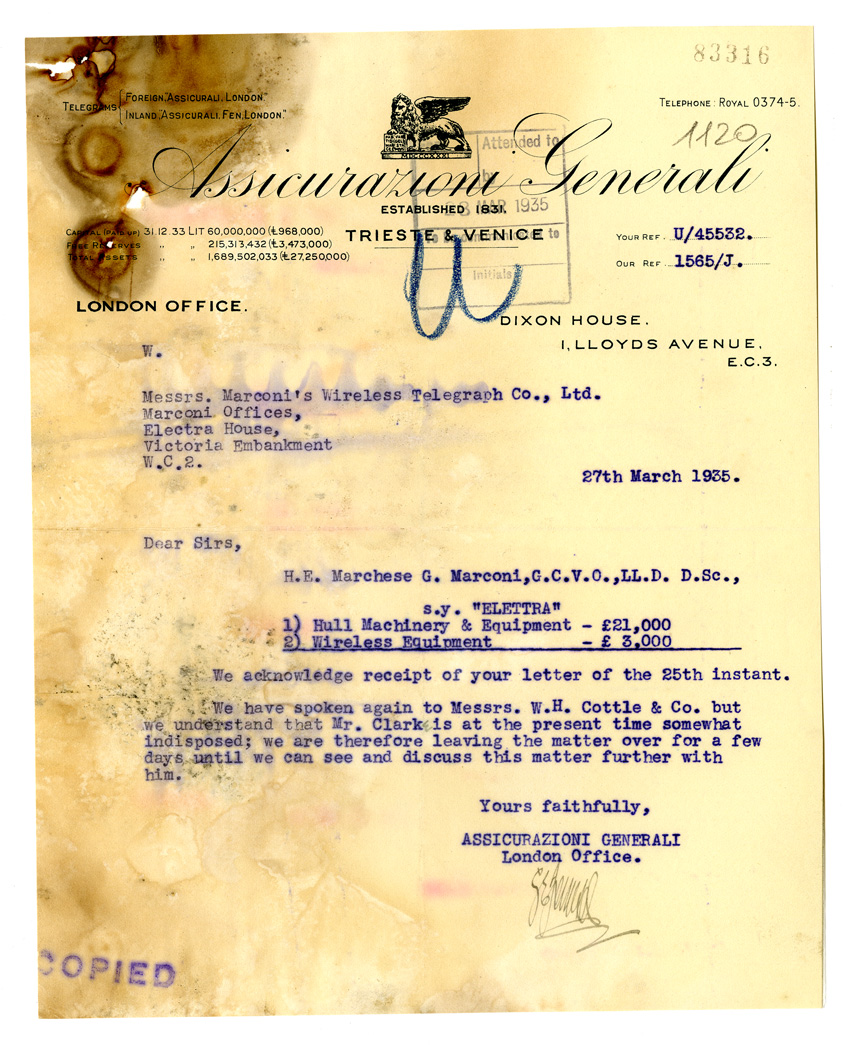 83316
TELEGRAMS FOREIGN, "ASSICURALI, LONDON."
INLAND, "ASSICURALI, FEN, LONDON."
TELEPHONE: ROYAL 0374-5.
1120
MDCCCXXXI
Attended to
by
Assicurazioni Generali
ESTABLISHED 1831.
MAR 1935
CAPITAL (PAID UP) 31.12.33 LIT 60,000,000 (£968,000)
FREE RESERVES " " 215,313,432 (£3,473,000)
TOTAL ASSETS " " 1,689,502,033 (£27,250,000)
TRIESTE & VENICE
to
YOUR REF. U/45532.
OUR REF. 1565/J.
Initials
LONDON OFFICE.
DIXON HOUSE.
1, LLOYDS AVENUE,
E.C.3.
W.
Messrs. Marconi's Wireless Telegraph Co., Ltd.
Marconi Offices,
Electra House,
Victoria Embankment
W.C.2.
27th March 1935.
Dear Sirs,
H.E. Marchese G. Marconi,G.C.V.O.,LL.D. D.Sc.,
s.y. "ELETTRA"
1) Hull Machinery & Equipment - £21,000
2) Wireless Equipment - £ 3,000
We acknowledge receipt of your letter of the 25th instant.
We have spoken again to Messrs. W.H. Cottle & Co. but
we understand that Mr. Clark is at the present time somewhat
indisposed; we are therefore leaving the matter over for a few
days until we can see and discuss this matter further with
him.
Yours faithfully,
ASSICURAZIONI GENERALI
London Office.
COPIED